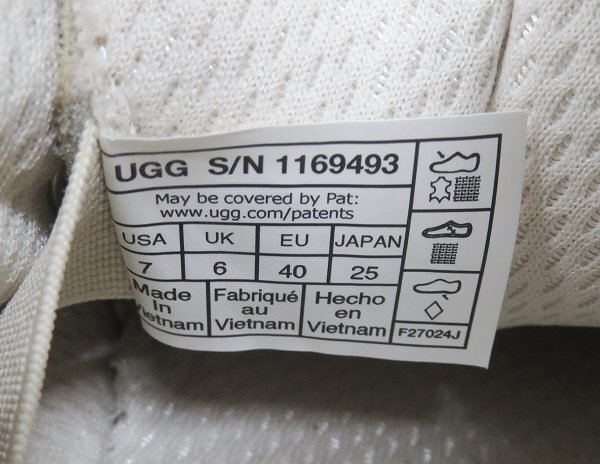 UGG S/N 1169493
May be covered by Pat:
www.ugg.com/patents
USA UK EU JAPAN
7 6 40 25
Made Fabriqué Hecho
In au en
Vietnam Vietnam Vietnam
F27024J